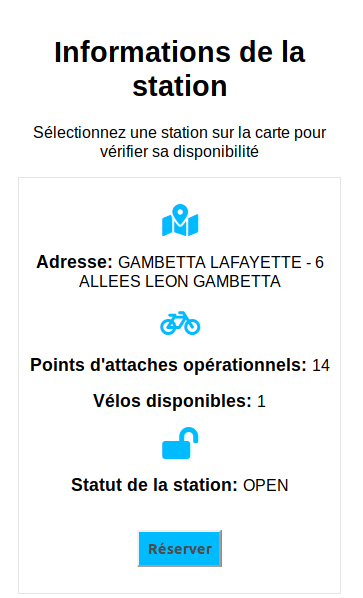 Informations de la
station
Sélectionnez une station sur la carte pour
vérifier sa disponibilité
Adresse: GAMBETTA LAFAYETTE - 6
ALLEES LEON GAMBETTA
Points d'attaches opérationnels: 14
Vélos disponibles: 1
Statut de la station: OPEN
Réserver